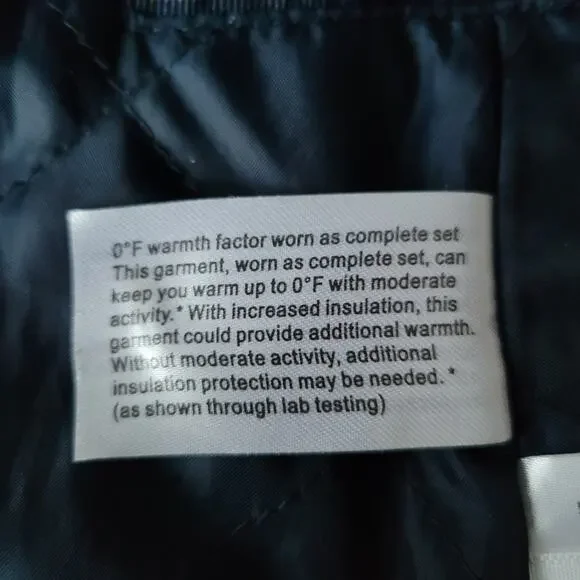 0°F warmth factor worn as complete set
This garment, worn as complete set, can
keep you warm up to 0°F with moderate
activity.* With increased insulation, this
garment could provide additional warmth.
Without moderate activity, additional
insulation protection may be needed.*
(as shown through lab testing)